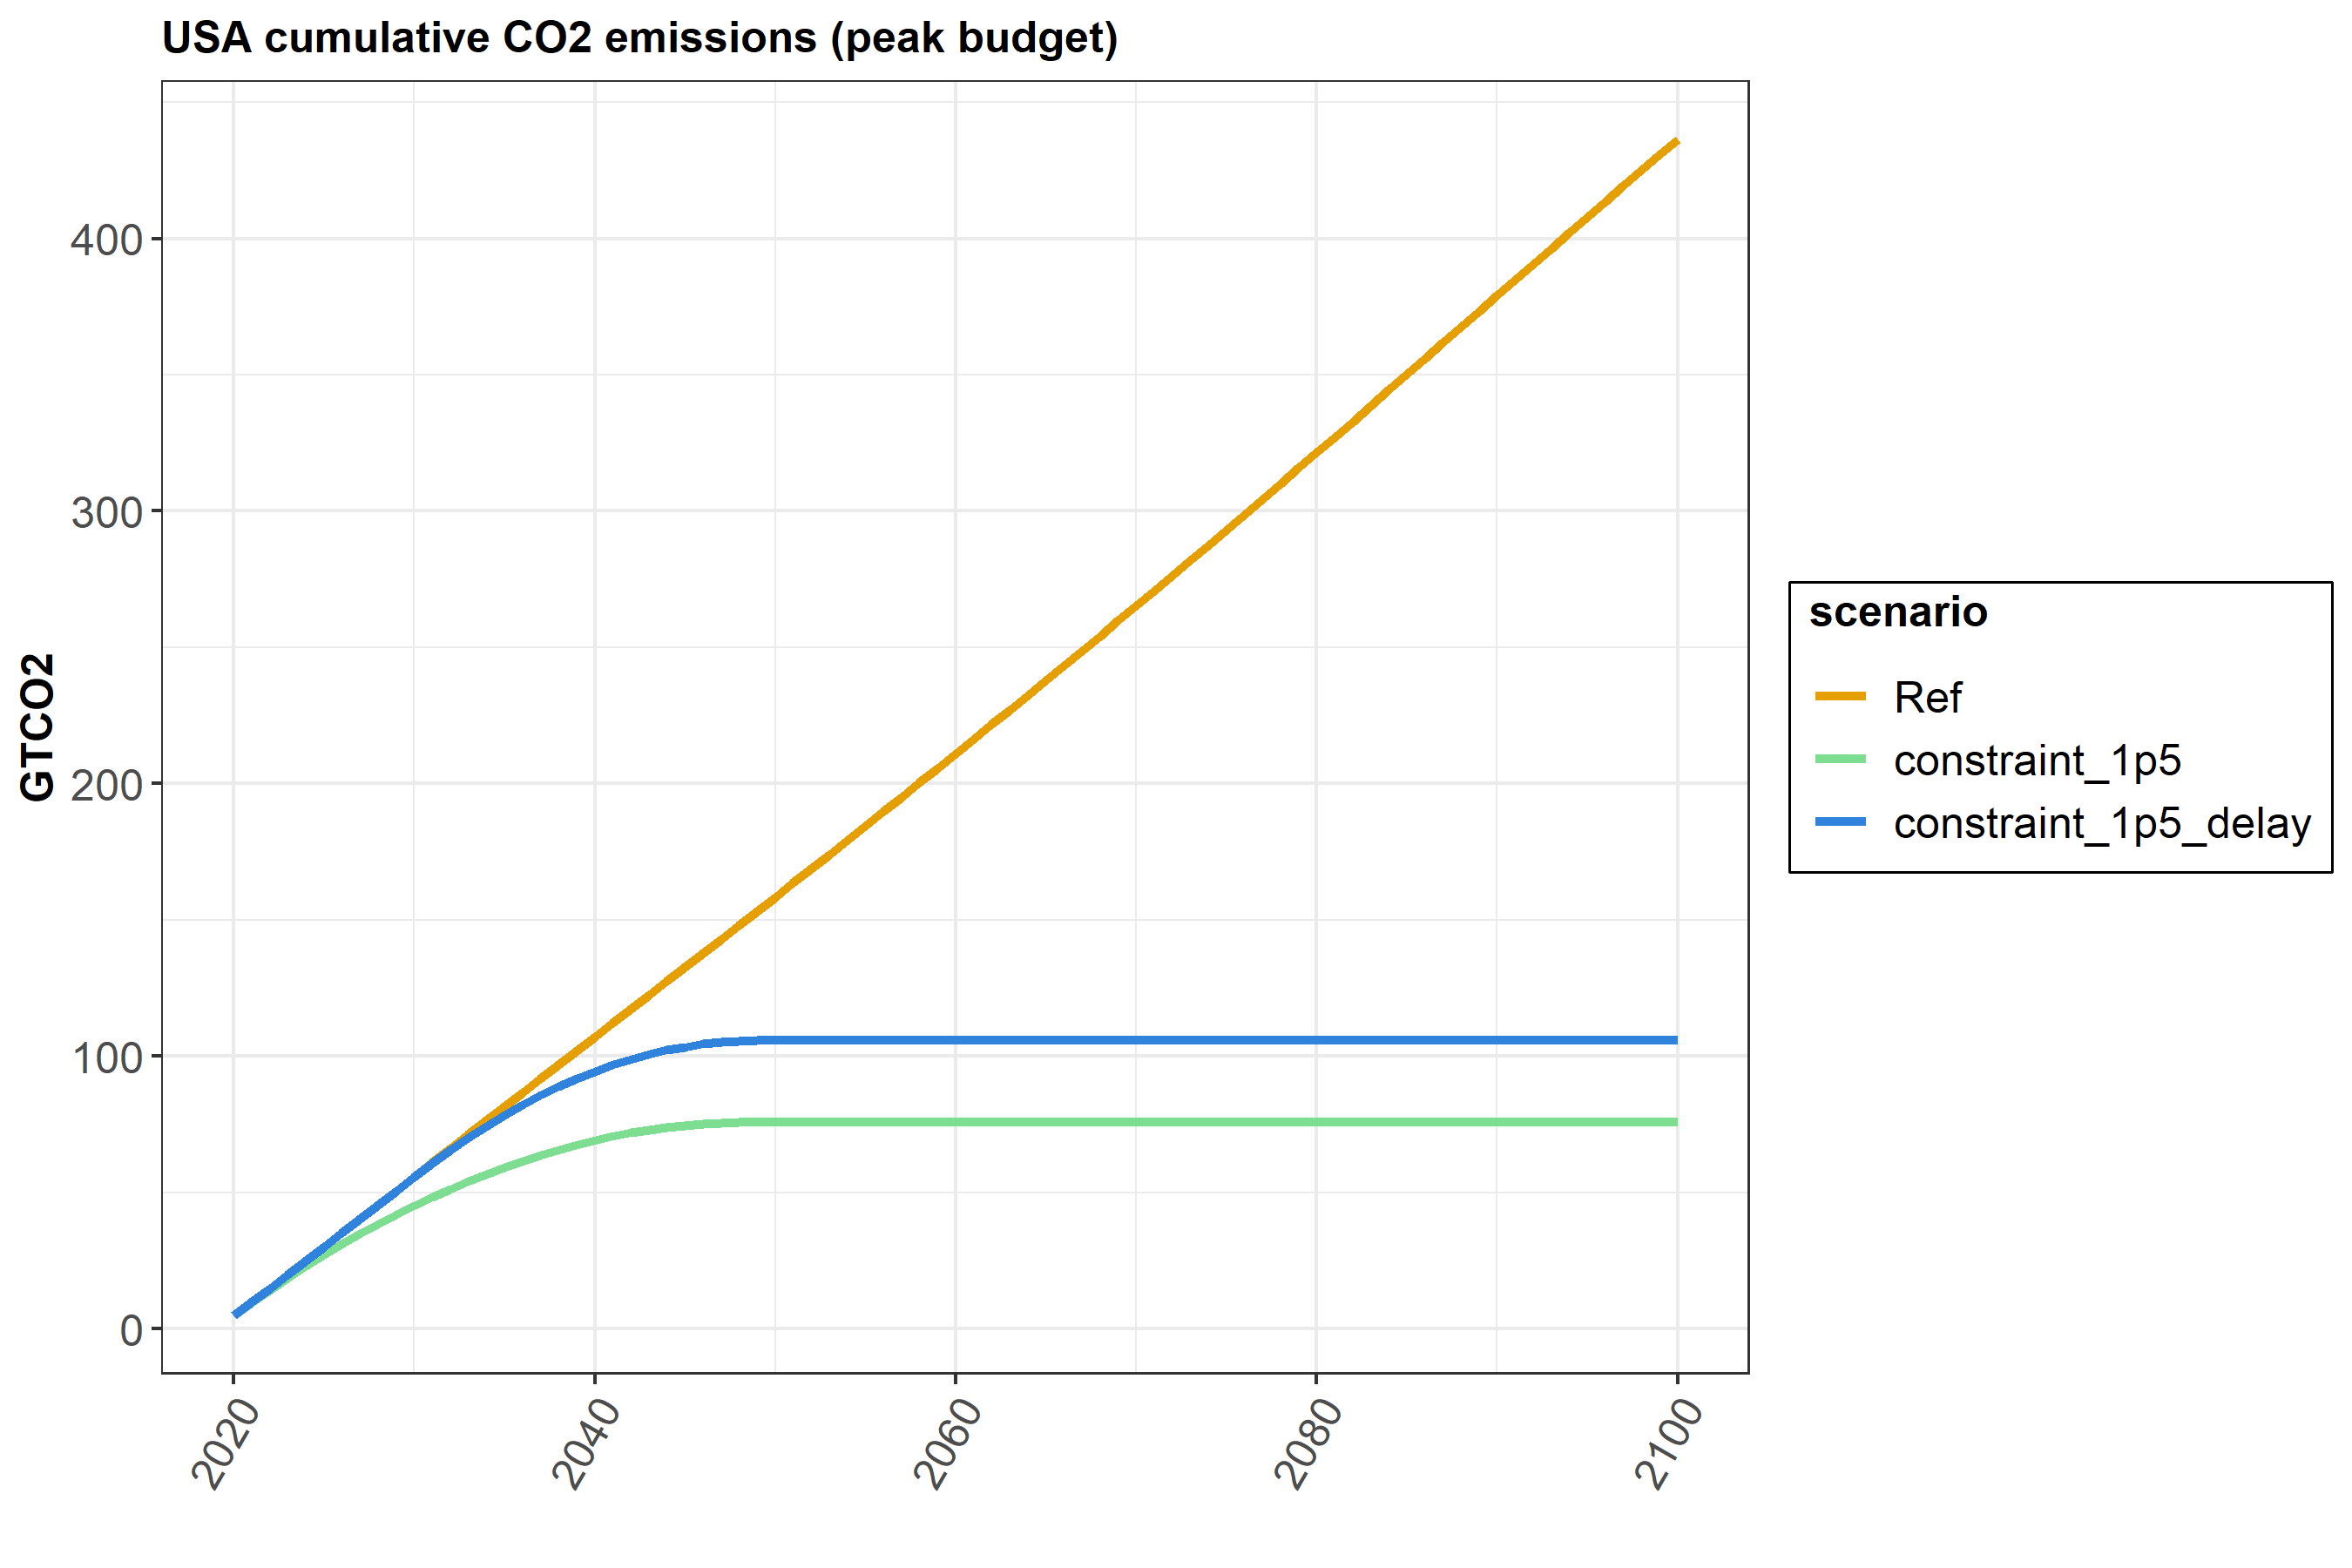 USA cumulative CO2 emissions (peak budget)
GTCO2
400
300
200
100
0
2020
2040
2060
2080
2100
scenario
Ref
constraint_1p5
constraint_1p5_delay